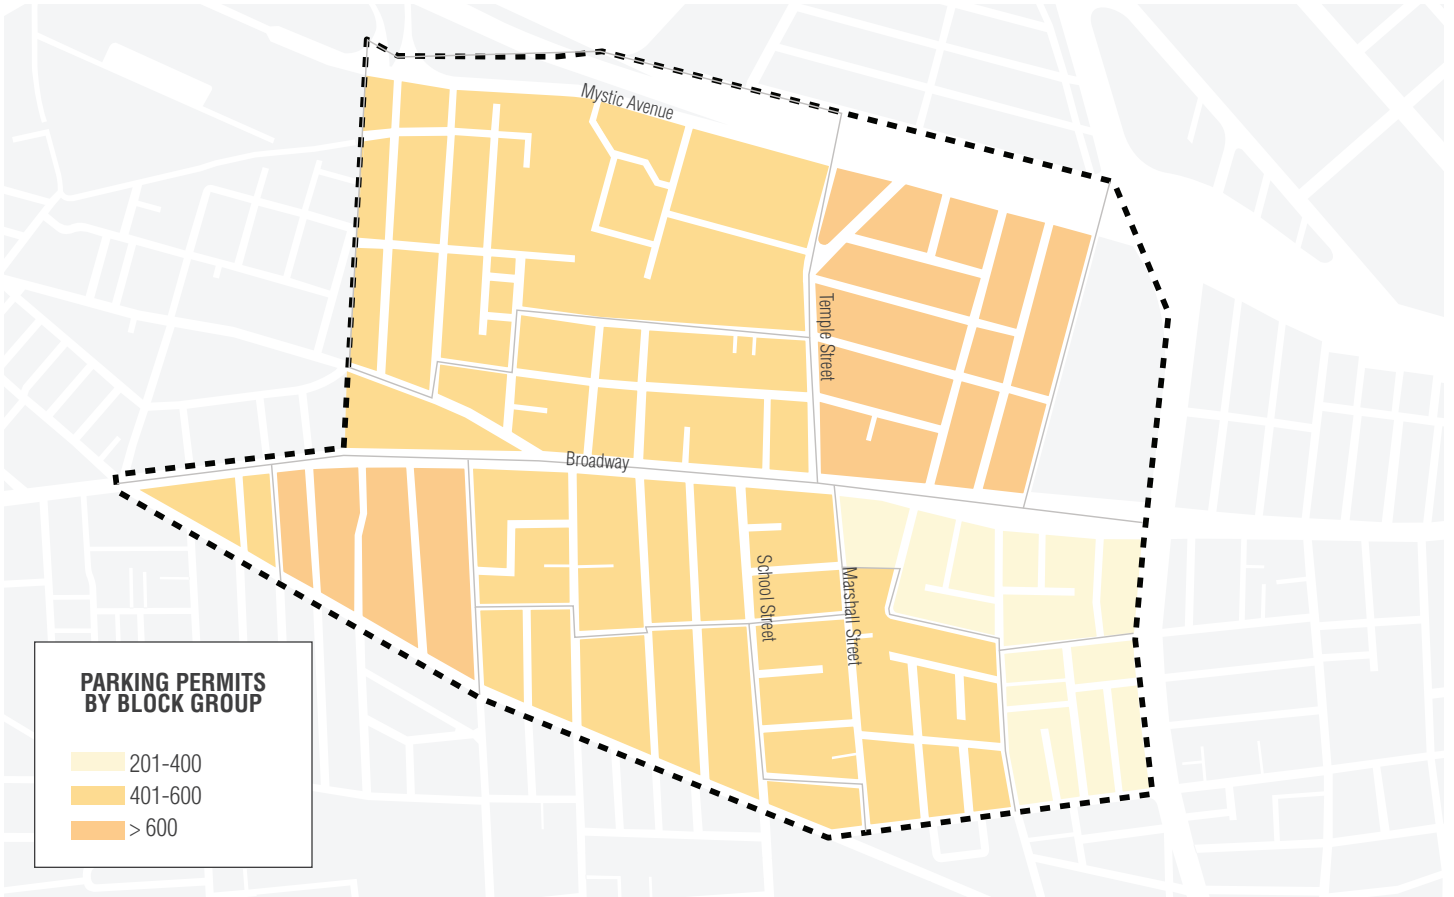 Mystic Avenue
Temple Street
Broadway
School Street
Marshall Street
PARKING PERMITS
BY BLOCK GROUP
201-400
401-600
> 600